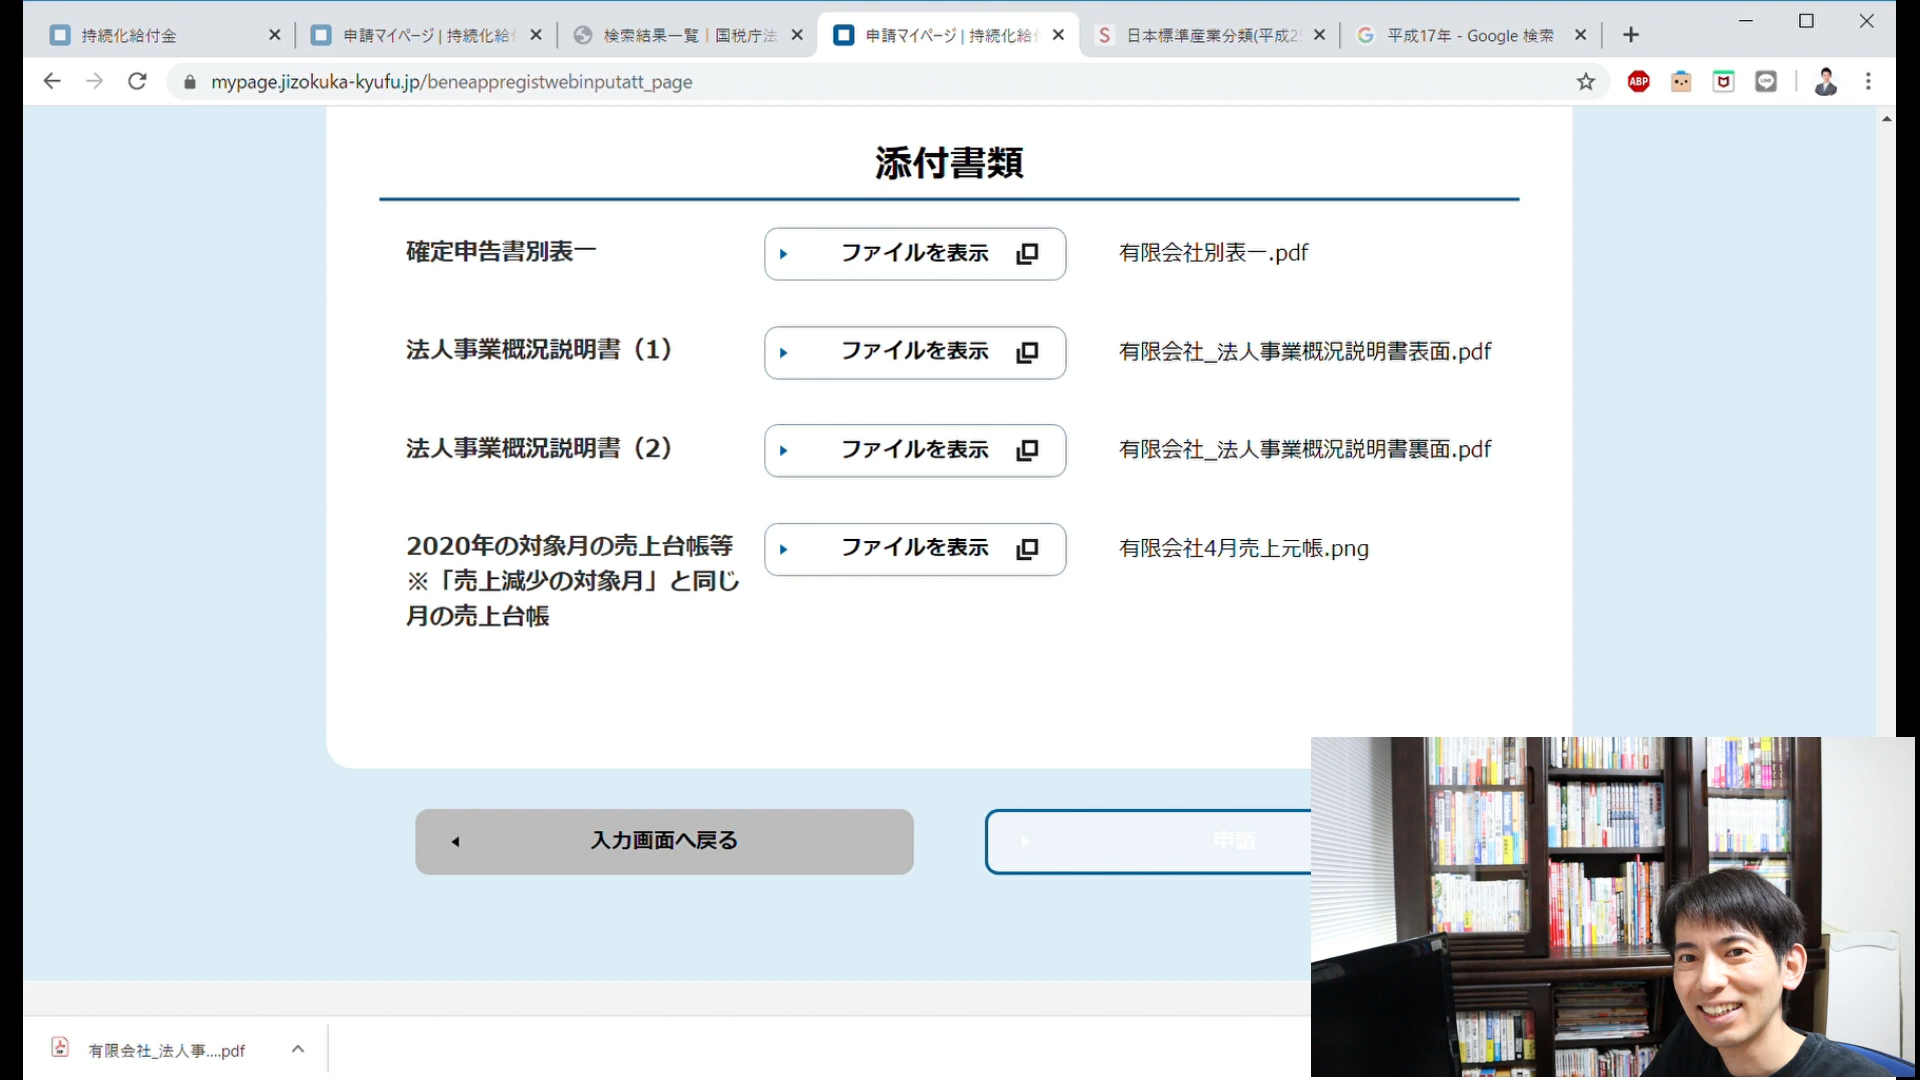 持続化給付金
申請マイページ | 持続化給
検索結果一覧 | 国税庁法
申請マイページ | 持続化給
日本標準産業分類(平成2
平成17年 - Google 検索
mypage.jizokuka-kyufu.jp/beneappregistwebinputatt_page
ABP
添付書類
確定申告書別表一
ファイルを表示
有限会社別表一.pdf
法人事業概況説明書（1）
ファイルを表示
有限会社_法人事業概況説明書表面.pdf
法人事業概況説明書（2）
ファイルを表示
有限会社_法人事業概況説明書裏面.pdf
2020年の対象月の売上台帳等
※「売上減少の対象月」と同じ
月の売上台帳
ファイルを表示
有限会社4月売上元帳.png
入力画面へ戻る
申請
有限会社_法人事....pdf